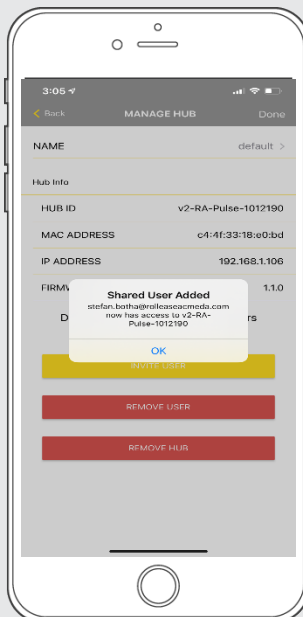 3:05
Back MANAGE HUB Done
NAME default >
Hub Info
HUB ID v2-RA-Pulse-1012190
MAC ADDRESS c4:4f:33:18:e0:bd
IP ADDRESS 192.168.1.106
FIRMW 1.1.0
Shared User Added
stefan.botha@rolleaseacmeda.com
now has access to v2-RA-
Pulse-1012190
D rs
OK
INVITE USER
REMOVE USER
REMOVE HUB